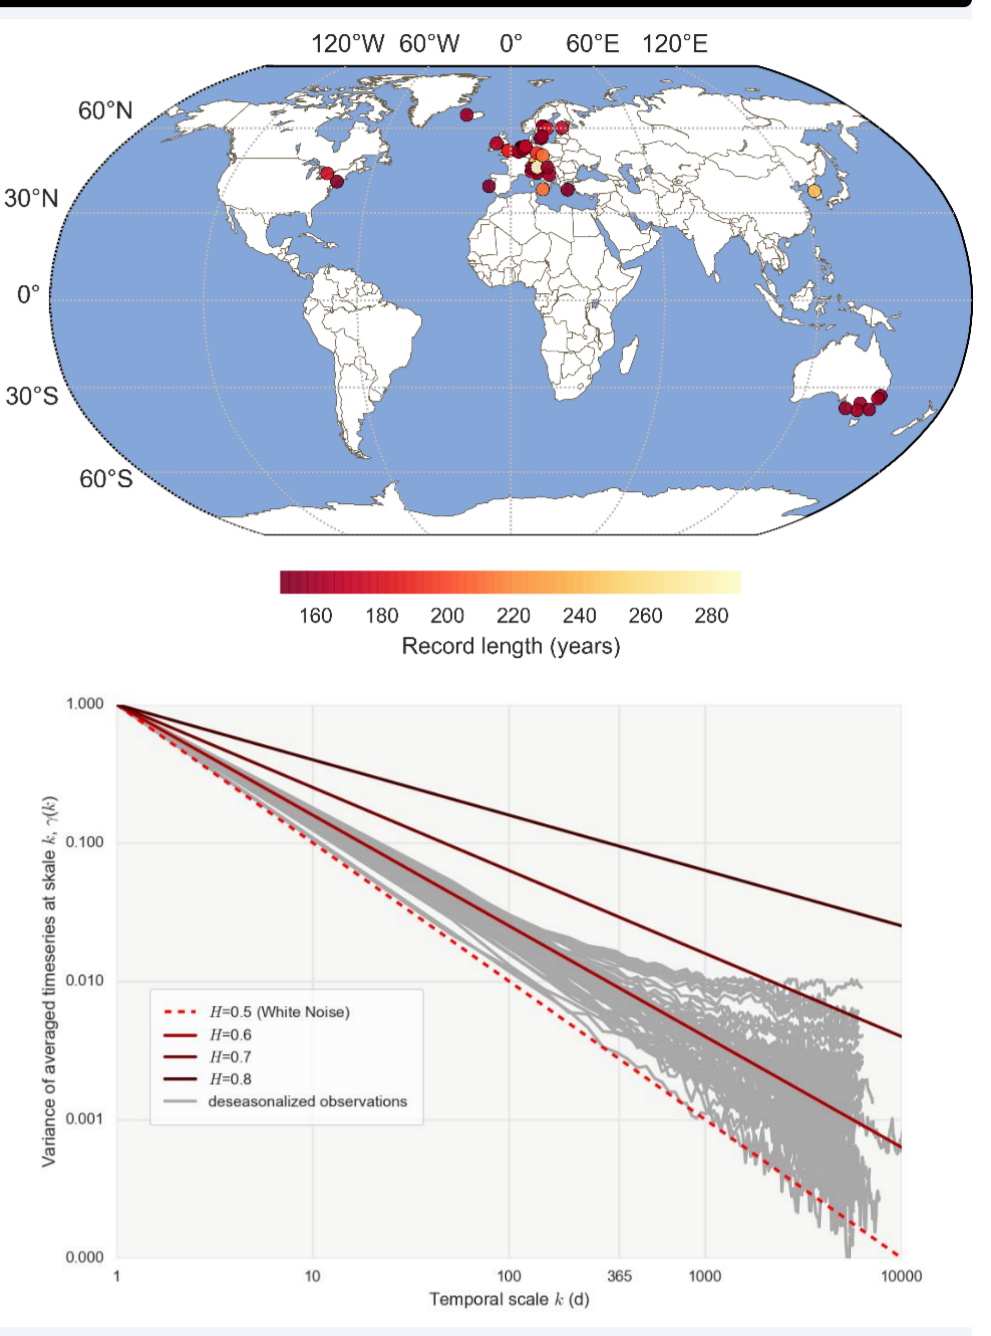 120°W 60°W 0° 60°E 120°E
60°N
30°N
0°
30°S
60°S
160 180 200 220 240 260 280
Record length (years)
Variance of averaged timeseries at skale k, γ(k)
1.000
0.100
0.010
0.001
0.000
H=0.5 (White Noise)
H=0.6
H=0.7
H=0.8
deseasonalized observations
1 10 100 365 1000 10000
Temporal scale k (d)